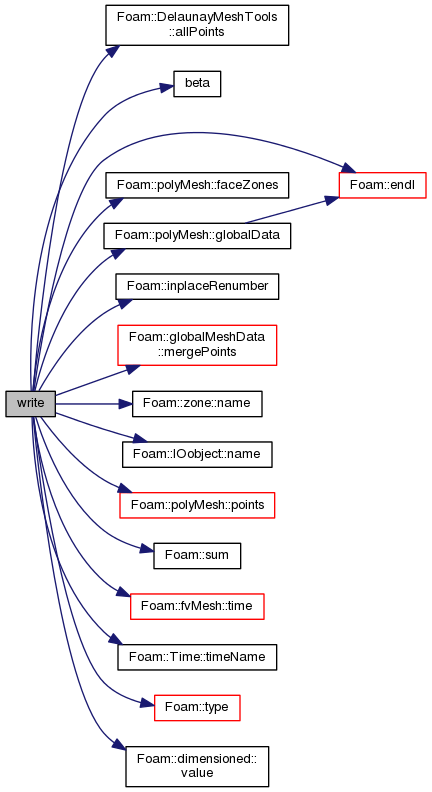 Foam::DelaunayMeshTools
::allPoints
beta
Foam::polyMesh::faceZones
Foam::endl
Foam::polyMesh::globalData
Foam::inplaceRenumber
Foam::globalMeshData
::mergePoints
write
Foam::zone::name
Foam::IOobject::name
Foam::polyMesh::points
Foam::sum
Foam::fvMesh::time
Foam::Time::timeName
Foam::type
Foam::dimensioned::
value